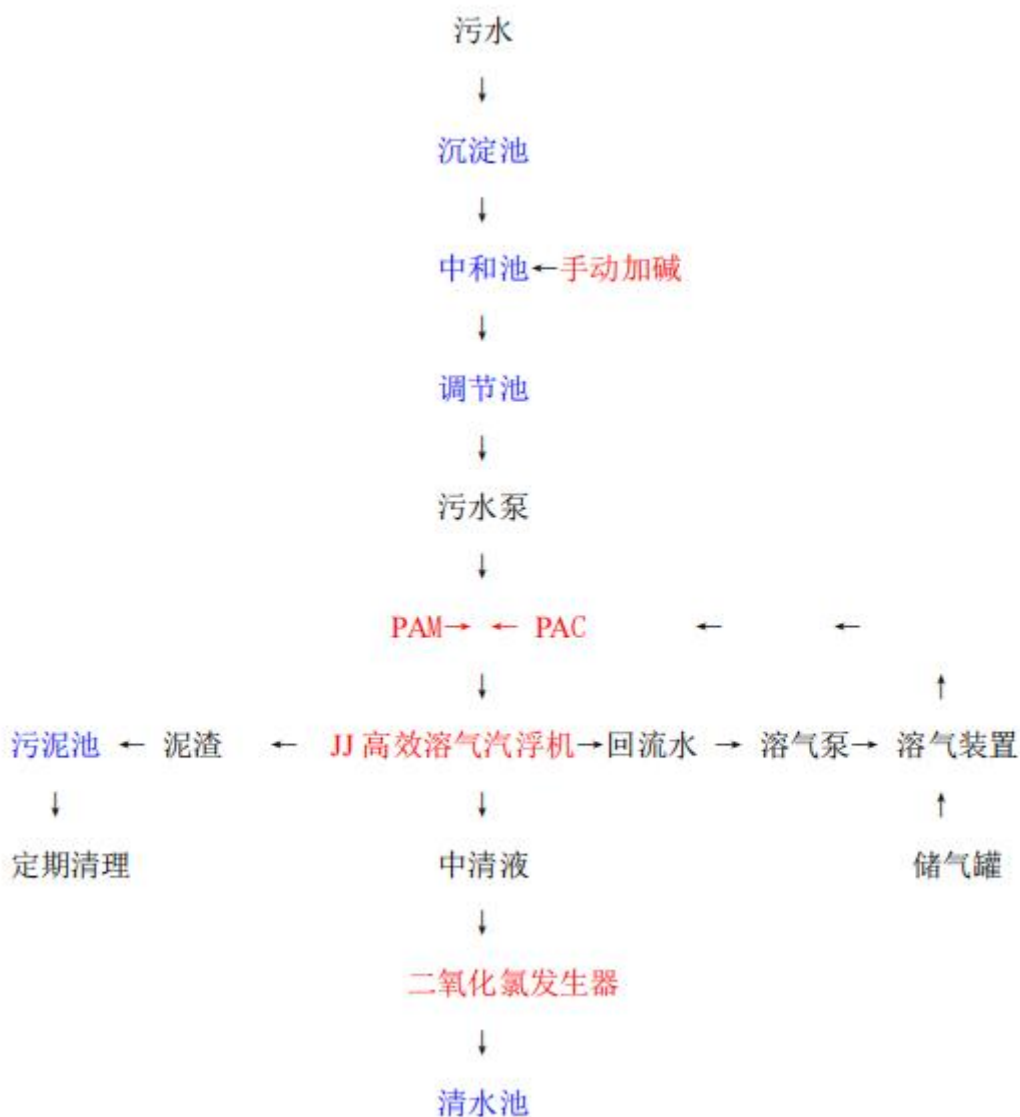 污水
↓
沉淀池
↓
中和池←手动加碱
↓
调节池
↓
污水泵
↓
PAM→ ← PAC ← ←
↓ ↑
污泥池 ← 泥渣 ← JJ 高效溶气汽浮机→回流水 → 溶气泵→ 溶气装置
↓ ↓ ↑
定期清理 中清液 储气罐
↓
二氧化氯发生器
↓
清水池